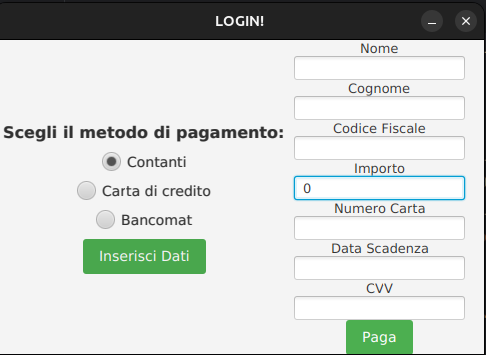 LOGIN!
Scegli il metodo di pagamento:
Contanti
Carta di credito
Bancomat
Inserisci Dati
Nome
Cognome
Codice Fiscale
Importo
0
Numero Carta
Data Scadenza
CVV
Paga